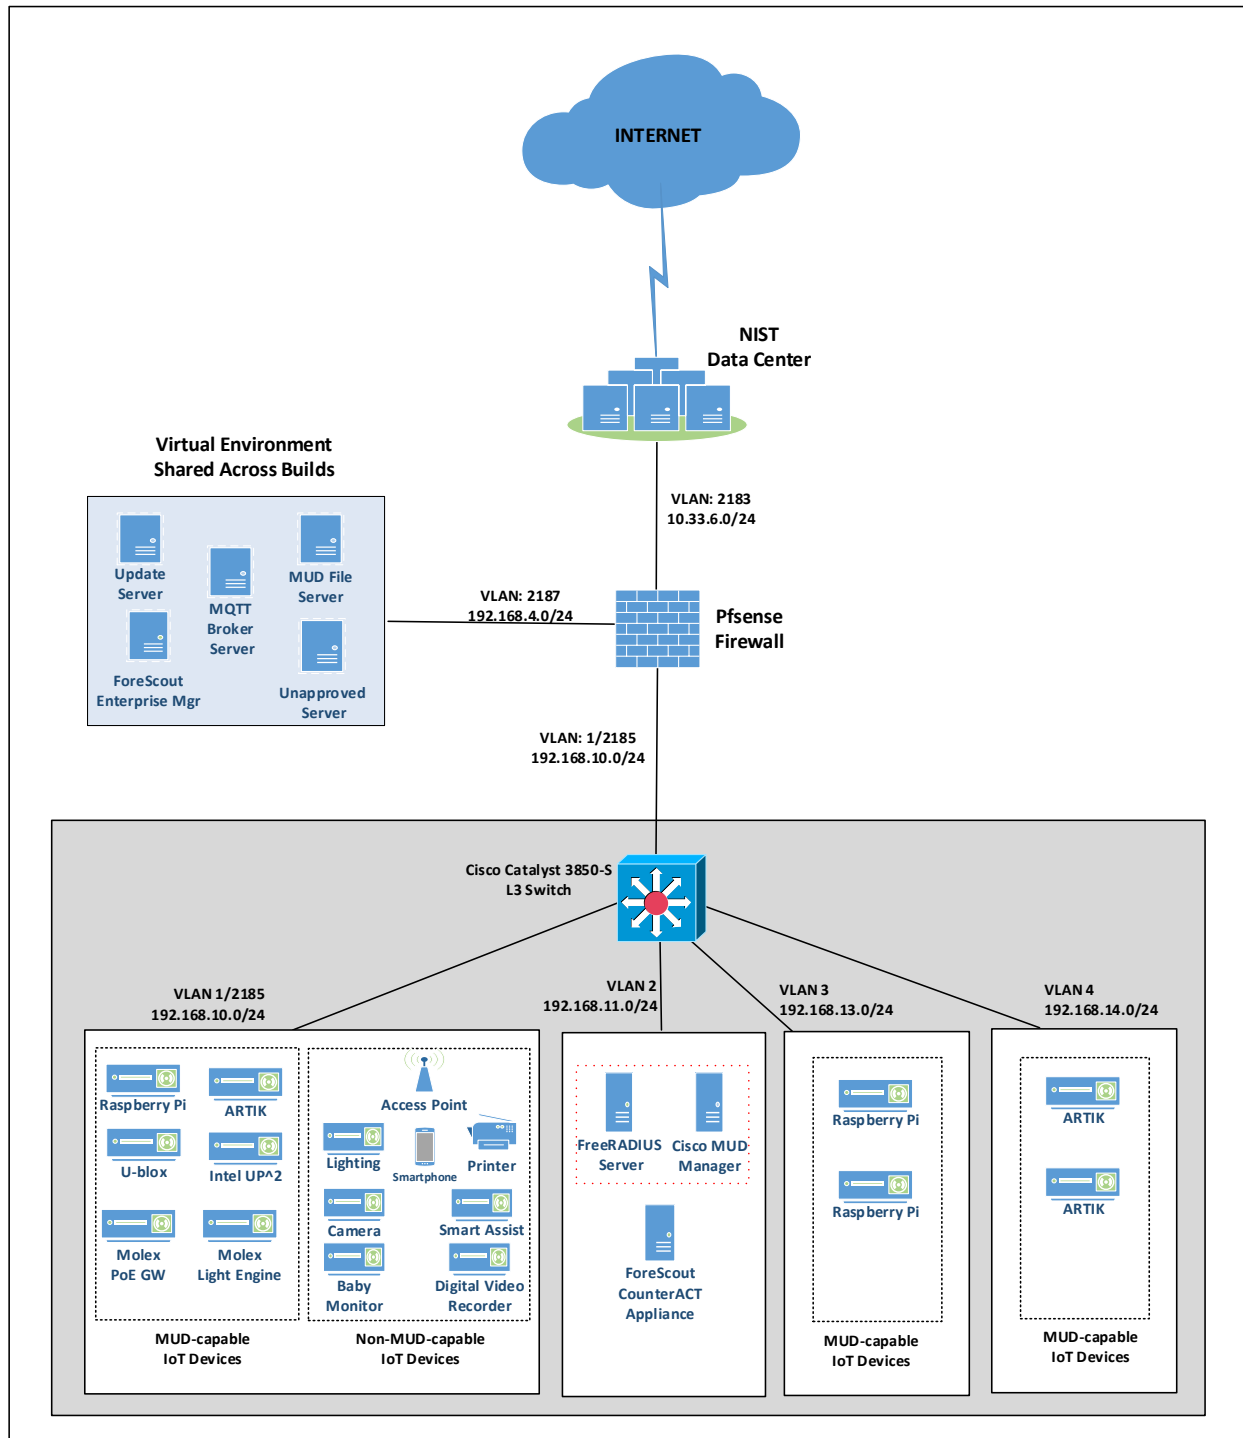 INTERNET
NIST
Data Center
Virtual Environment
Shared Across Builds
VLAN: 2183
10.33.6.0/24
Update
Server
MQTT
Broker
Server
MUD File
Server
ForeScout
Enterprise Mgr
Unapproved
Server
VLAN: 2187
192.168.4.0/24
Pfsense
Firewall
VLAN: 1/2185
192.168.10.0/24
Cisco Catalyst 3850-S
L3 Switch
VLAN 1/2185
192.168.10.0/24
VLAN 2
192.168.11.0/24
VLAN 3
192.168.13.0/24
VLAN 4
192.168.14.0/24
Raspberry Pi
ARTIK
U-blox
Intel UP^2
Molex
PoE GW
Molex
Light Engine
MUD-capable
IoT Devices
Access Point
Lighting
Smartphone
Printer
Camera
Smart Assist
Baby
Monitor
Digital Video
Recorder
Non-MUD-capable
IoT Devices
FreeRADIUS
Server
Cisco MUD
Manager
ForeScout
CounterACT
Appliance
Raspberry Pi
Raspberry Pi
MUD-capable
IoT Devices
ARTIK
ARTIK
MUD-capable
IoT Devices